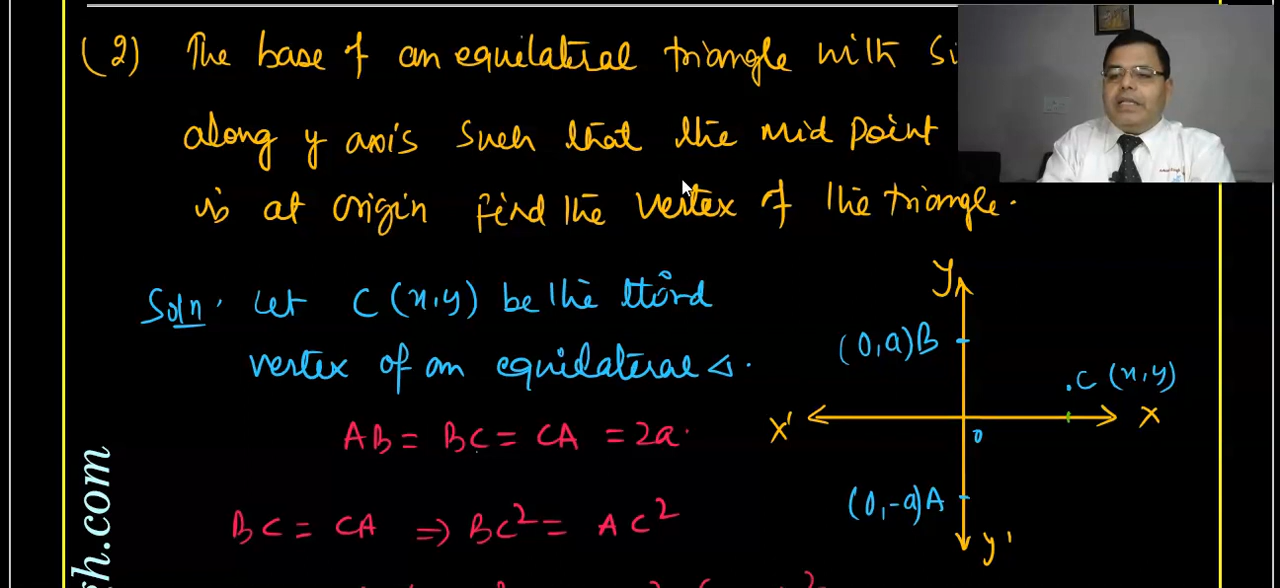 (2) The base of an equilateral triangle with Si
along y axis Such that the mid point
is at origin find the vertex of the triangle.
Soln. Let C (x,y) be the third
vertex of an equilateral △.
AB = BC = CA = 2a.
BC = CA ⇒ BC² = AC²
y
(0,a)B
.C (x,y)
X'
X
0
(0,-a)A
y'
sh.com